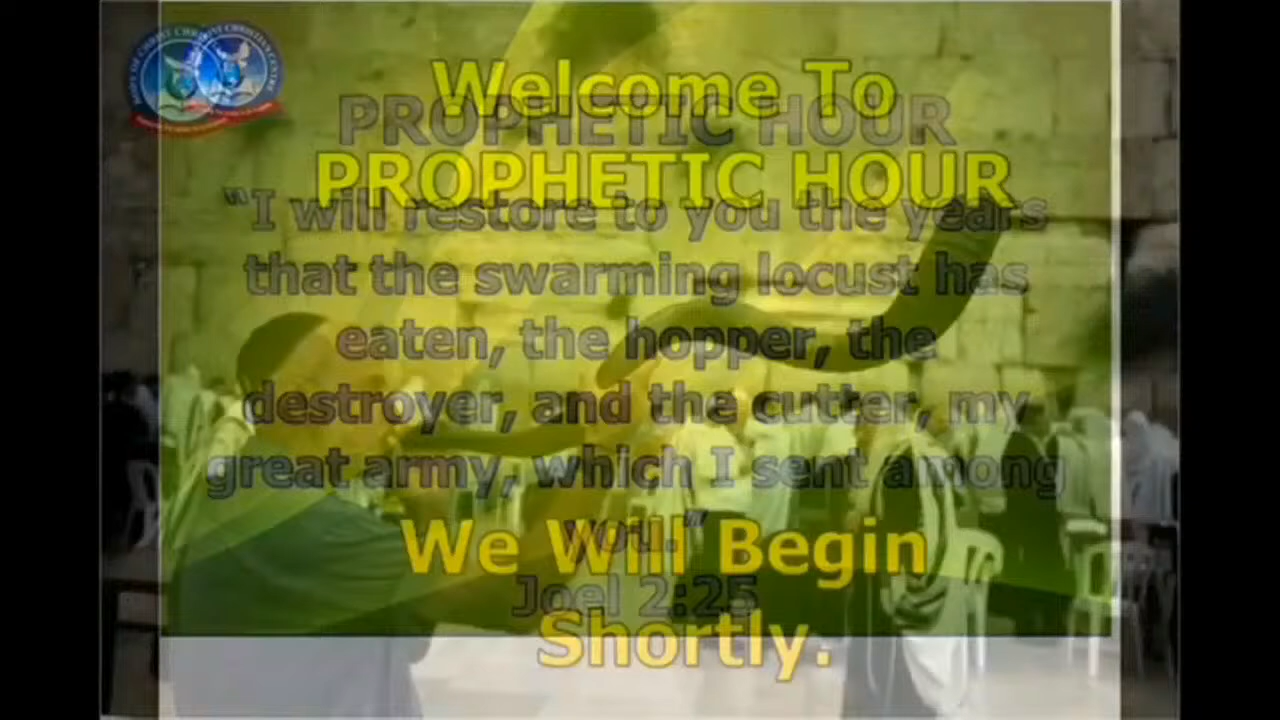 Welcome To
PROPHETIC HOUR
PROPHETIC HOUR
"I will restore to you the years
that the swarming locust has
eaten, the hopper, the
destroyer, and the cutter, my
great army, which I sent among
you."
Joel 2:25
We Will Begin
Shortly.